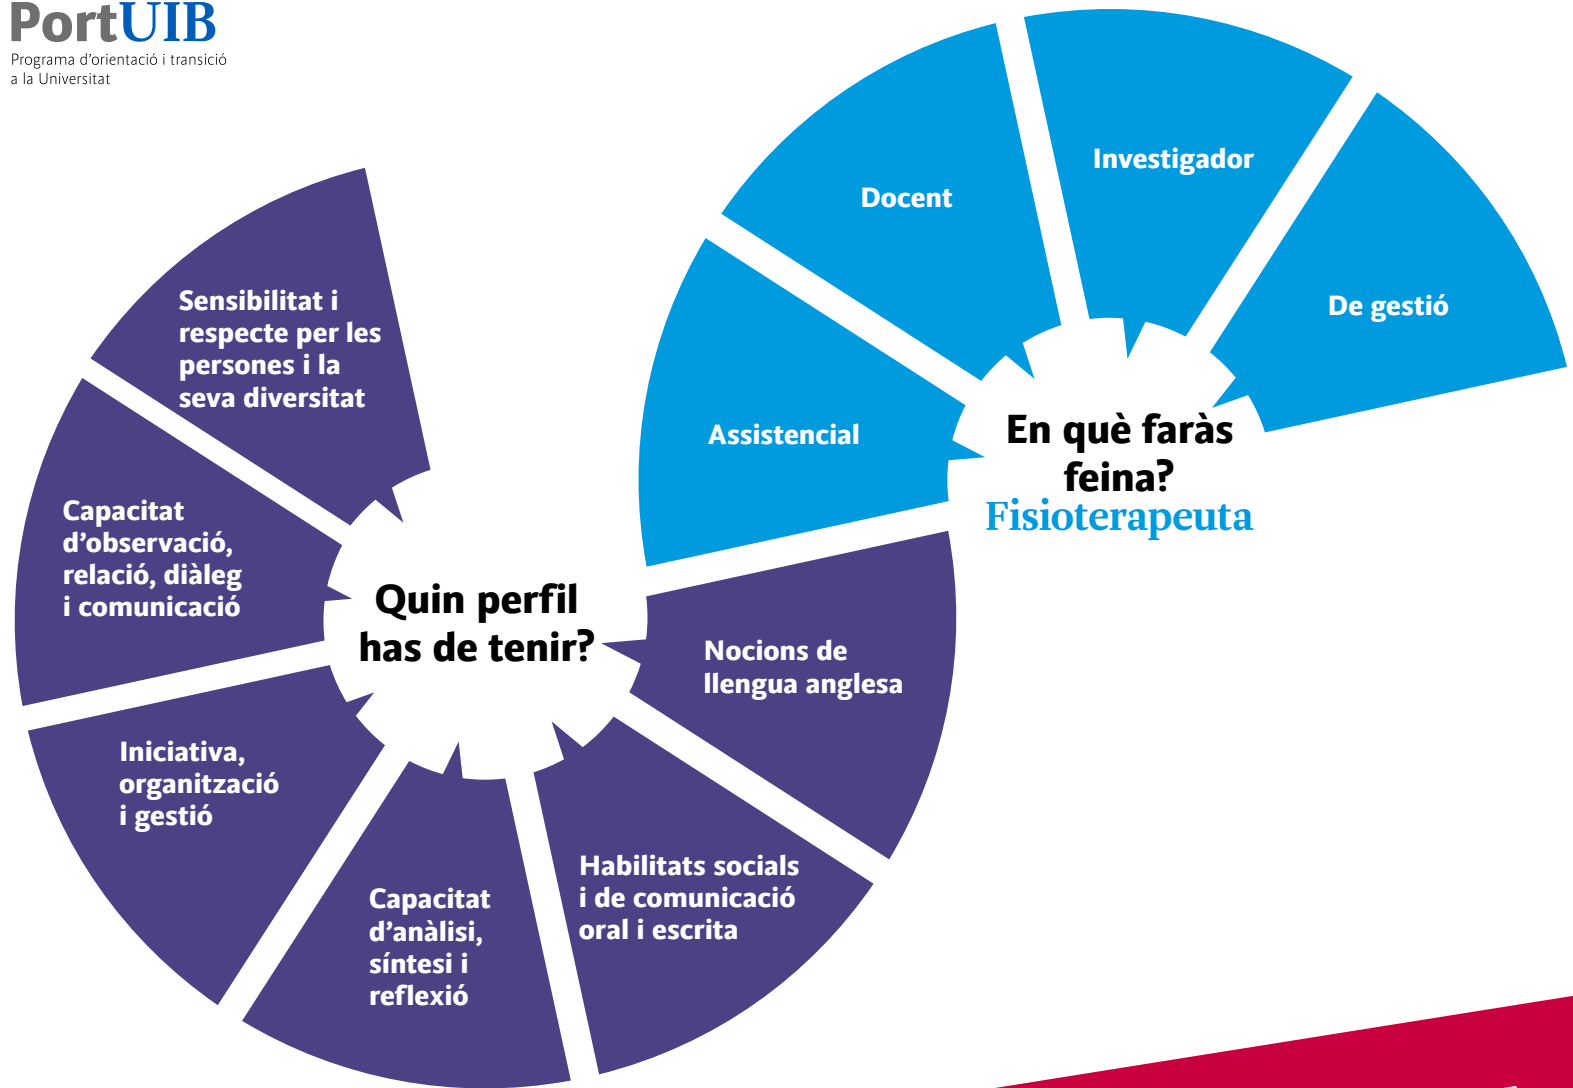 PortUIB
Programa d'orientació i transició
a la Universitat
Sensibilitat i
respecte per les
persones i la
seva diversitat
Capacitat
d'observació,
relació, diàleg
i comunicació
Iniciativa,
organització
i gestió
Capacitat
d'anàlisi,
síntesi i
reflexió
Habilitats socials
i de comunicació
oral i escrita
Nocions de
llengua anglesa
Quin perfil
has de tenir?
Assistencial
Docent
Investigador
De gestió
En què faràs
feina?
Fisioterapeuta